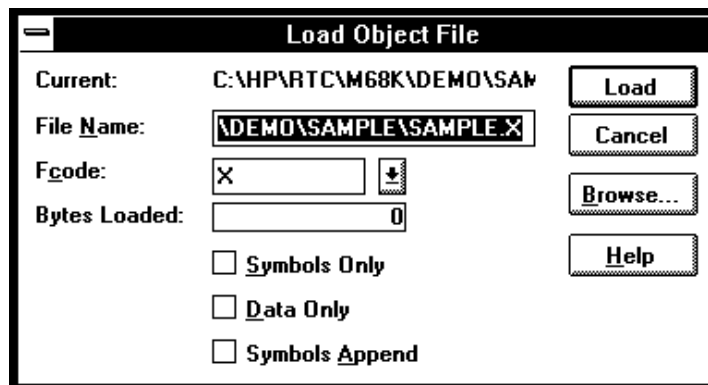 Load Object File
Current: C:\HP\RTC\M68K\DEMO\SAM
Load
File Name: \DEMO\SAMPLE\SAMPLE.X
Cancel
Fcode: X
Browse...
Bytes Loaded: 0
Help
Symbols Only
Data Only
Symbols Append